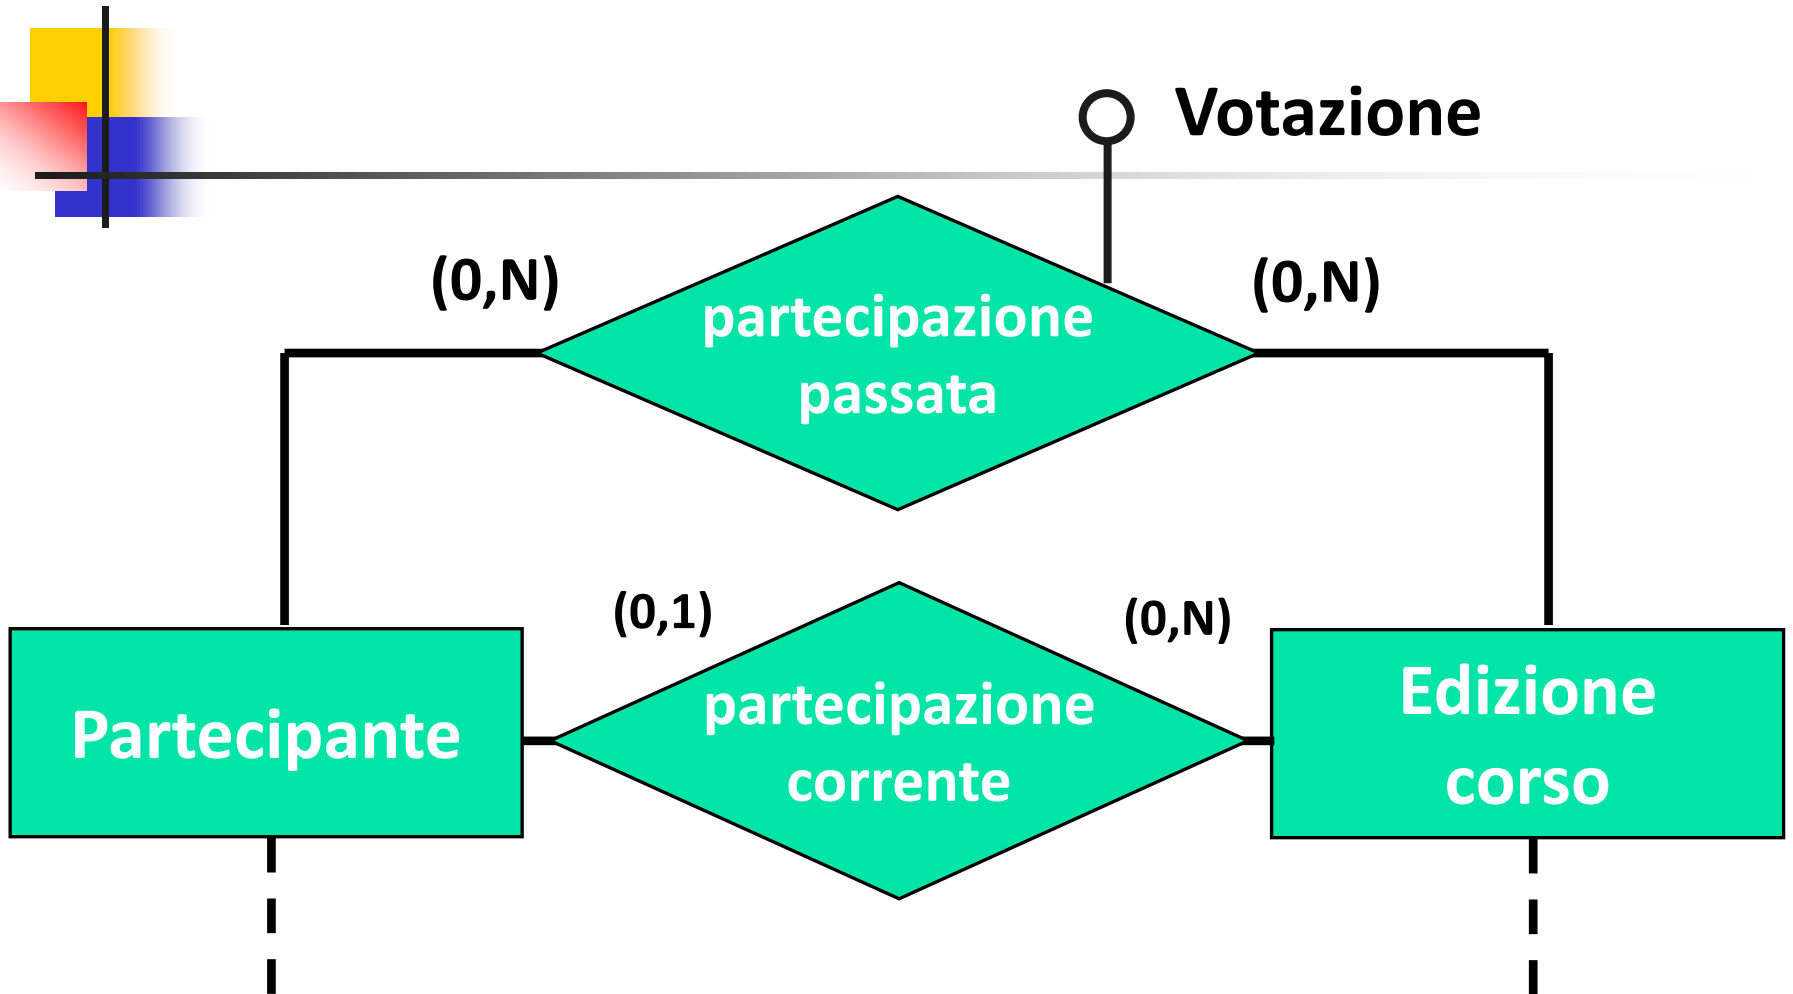 Votazione
(0,N)
(0,N)
partecipazione
passata
(0,1)
(0,N)
Partecipante
partecipazione
corrente
Edizione
corso